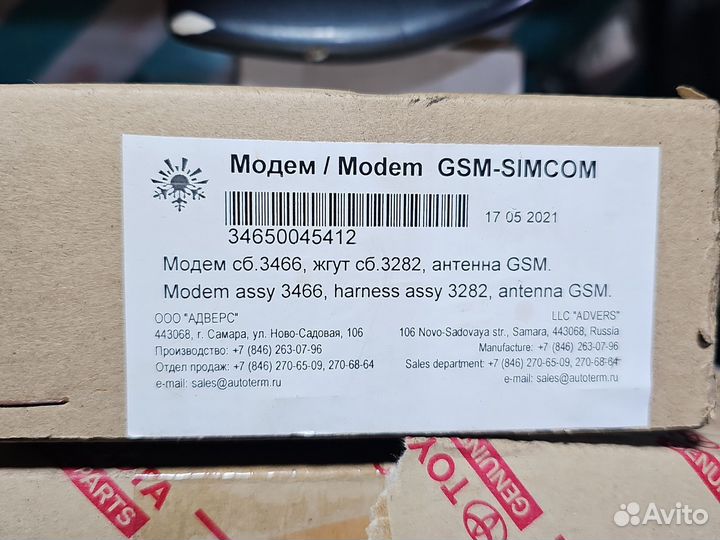 Модем / Modem GSM-SIMCOM
17 05 2021
34650045412
Модем сб.3466, жгут сб.3282, антенна GSM.
Modem assy 3466, harness assy 3282, antenna GSM.
ООО "АДВЕРС"
443068, г. Самара, ул. Ново-Садовая, 106
Производство: +7 (846) 263-07-96
Отдел продаж: +7 (846) 270-65-09, 270-68-64
e-mail: sales@autoterm.ru
LLC "ADVERS"
106 Novo-Sadovaya str., Samara, 443068, Russia
Manufacture: +7 (846) 263-07-96
Sales department: +7 (846) 270-65-09, 270-68-64
e-mail: sales@autoterm.ru
PARTS
TOY
GENUIN
Avito